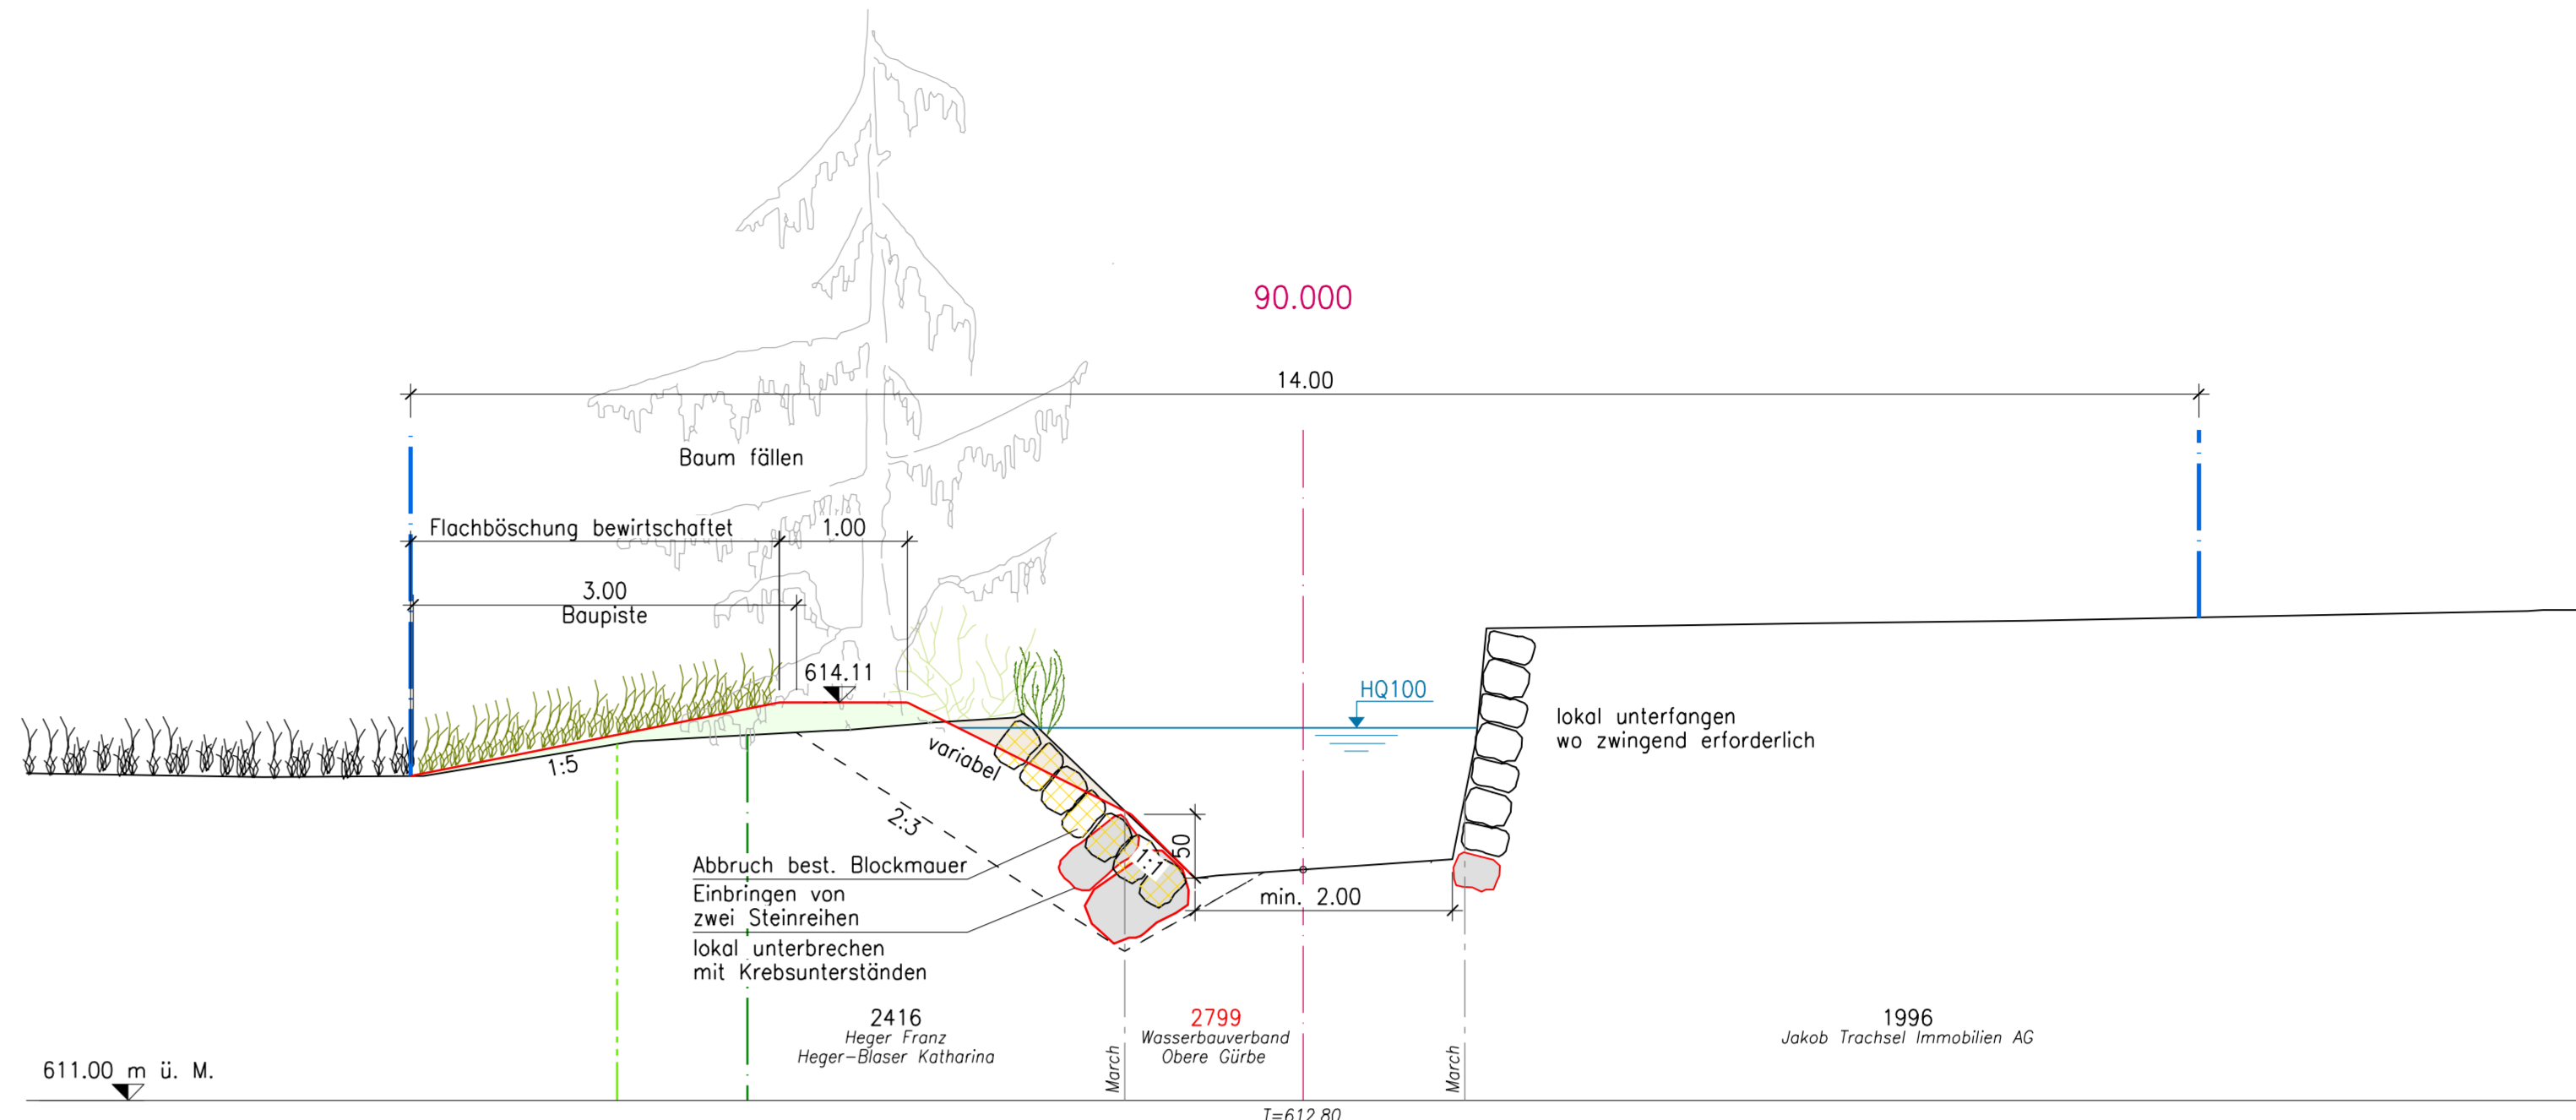 90.000
14.00
Baum fällen
Flachböschung bewirtschaftet
1.00
3.00
Baupiste
614.11
HQ100
lokal unterfangen
wo zwingend erforderlich
1:5
variabel
2:3
50
1:1
Abbruch best. Blockmauer
Einbringen von
zwei Steinreihen
lokal unterbrechen
mit Krebsunterständen
min. 2.00
2416
Heger Franz
Heger-Blaser Katharina
March
2799
Wasserbauverband
Obere Gürbe
March
1996
Jakob Trachsel Immobilien AG
611.00 m ü. M.
T=612.80